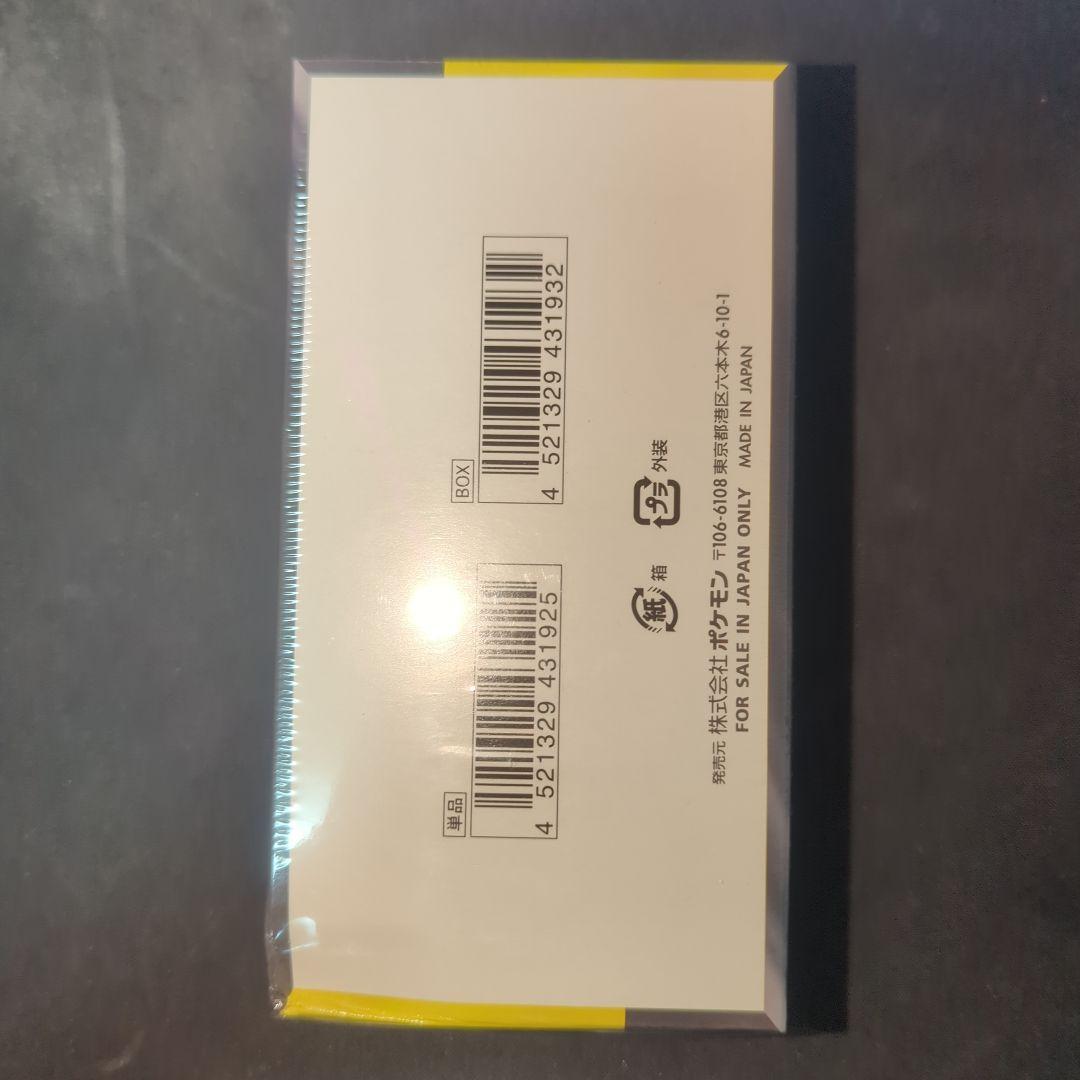 単品
4 521329 431925
BOX
4 521329 431932
紙 箱
プラ 外装
発売元 株式会社ポケモン 〒106-6108 東京都港区六本木6-10-1
FOR SALE IN JAPAN ONLY MADE IN JAPAN